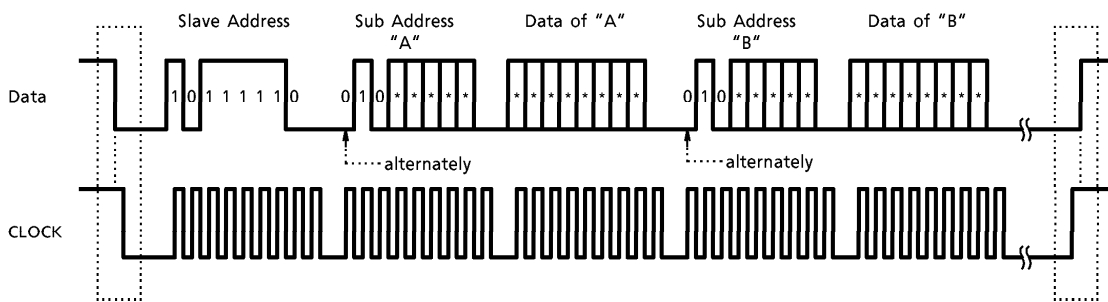 Slave Address
Sub Address
"A"
Data of "A"
Sub Address
"B"
Data of "B"
Data
1 0 1 1 1 1 1 0
0 1 0 * * * * *
* * * * * * * *
0 1 0 * * * * *
* * * * * * * *
alternately
alternately
CLOCK